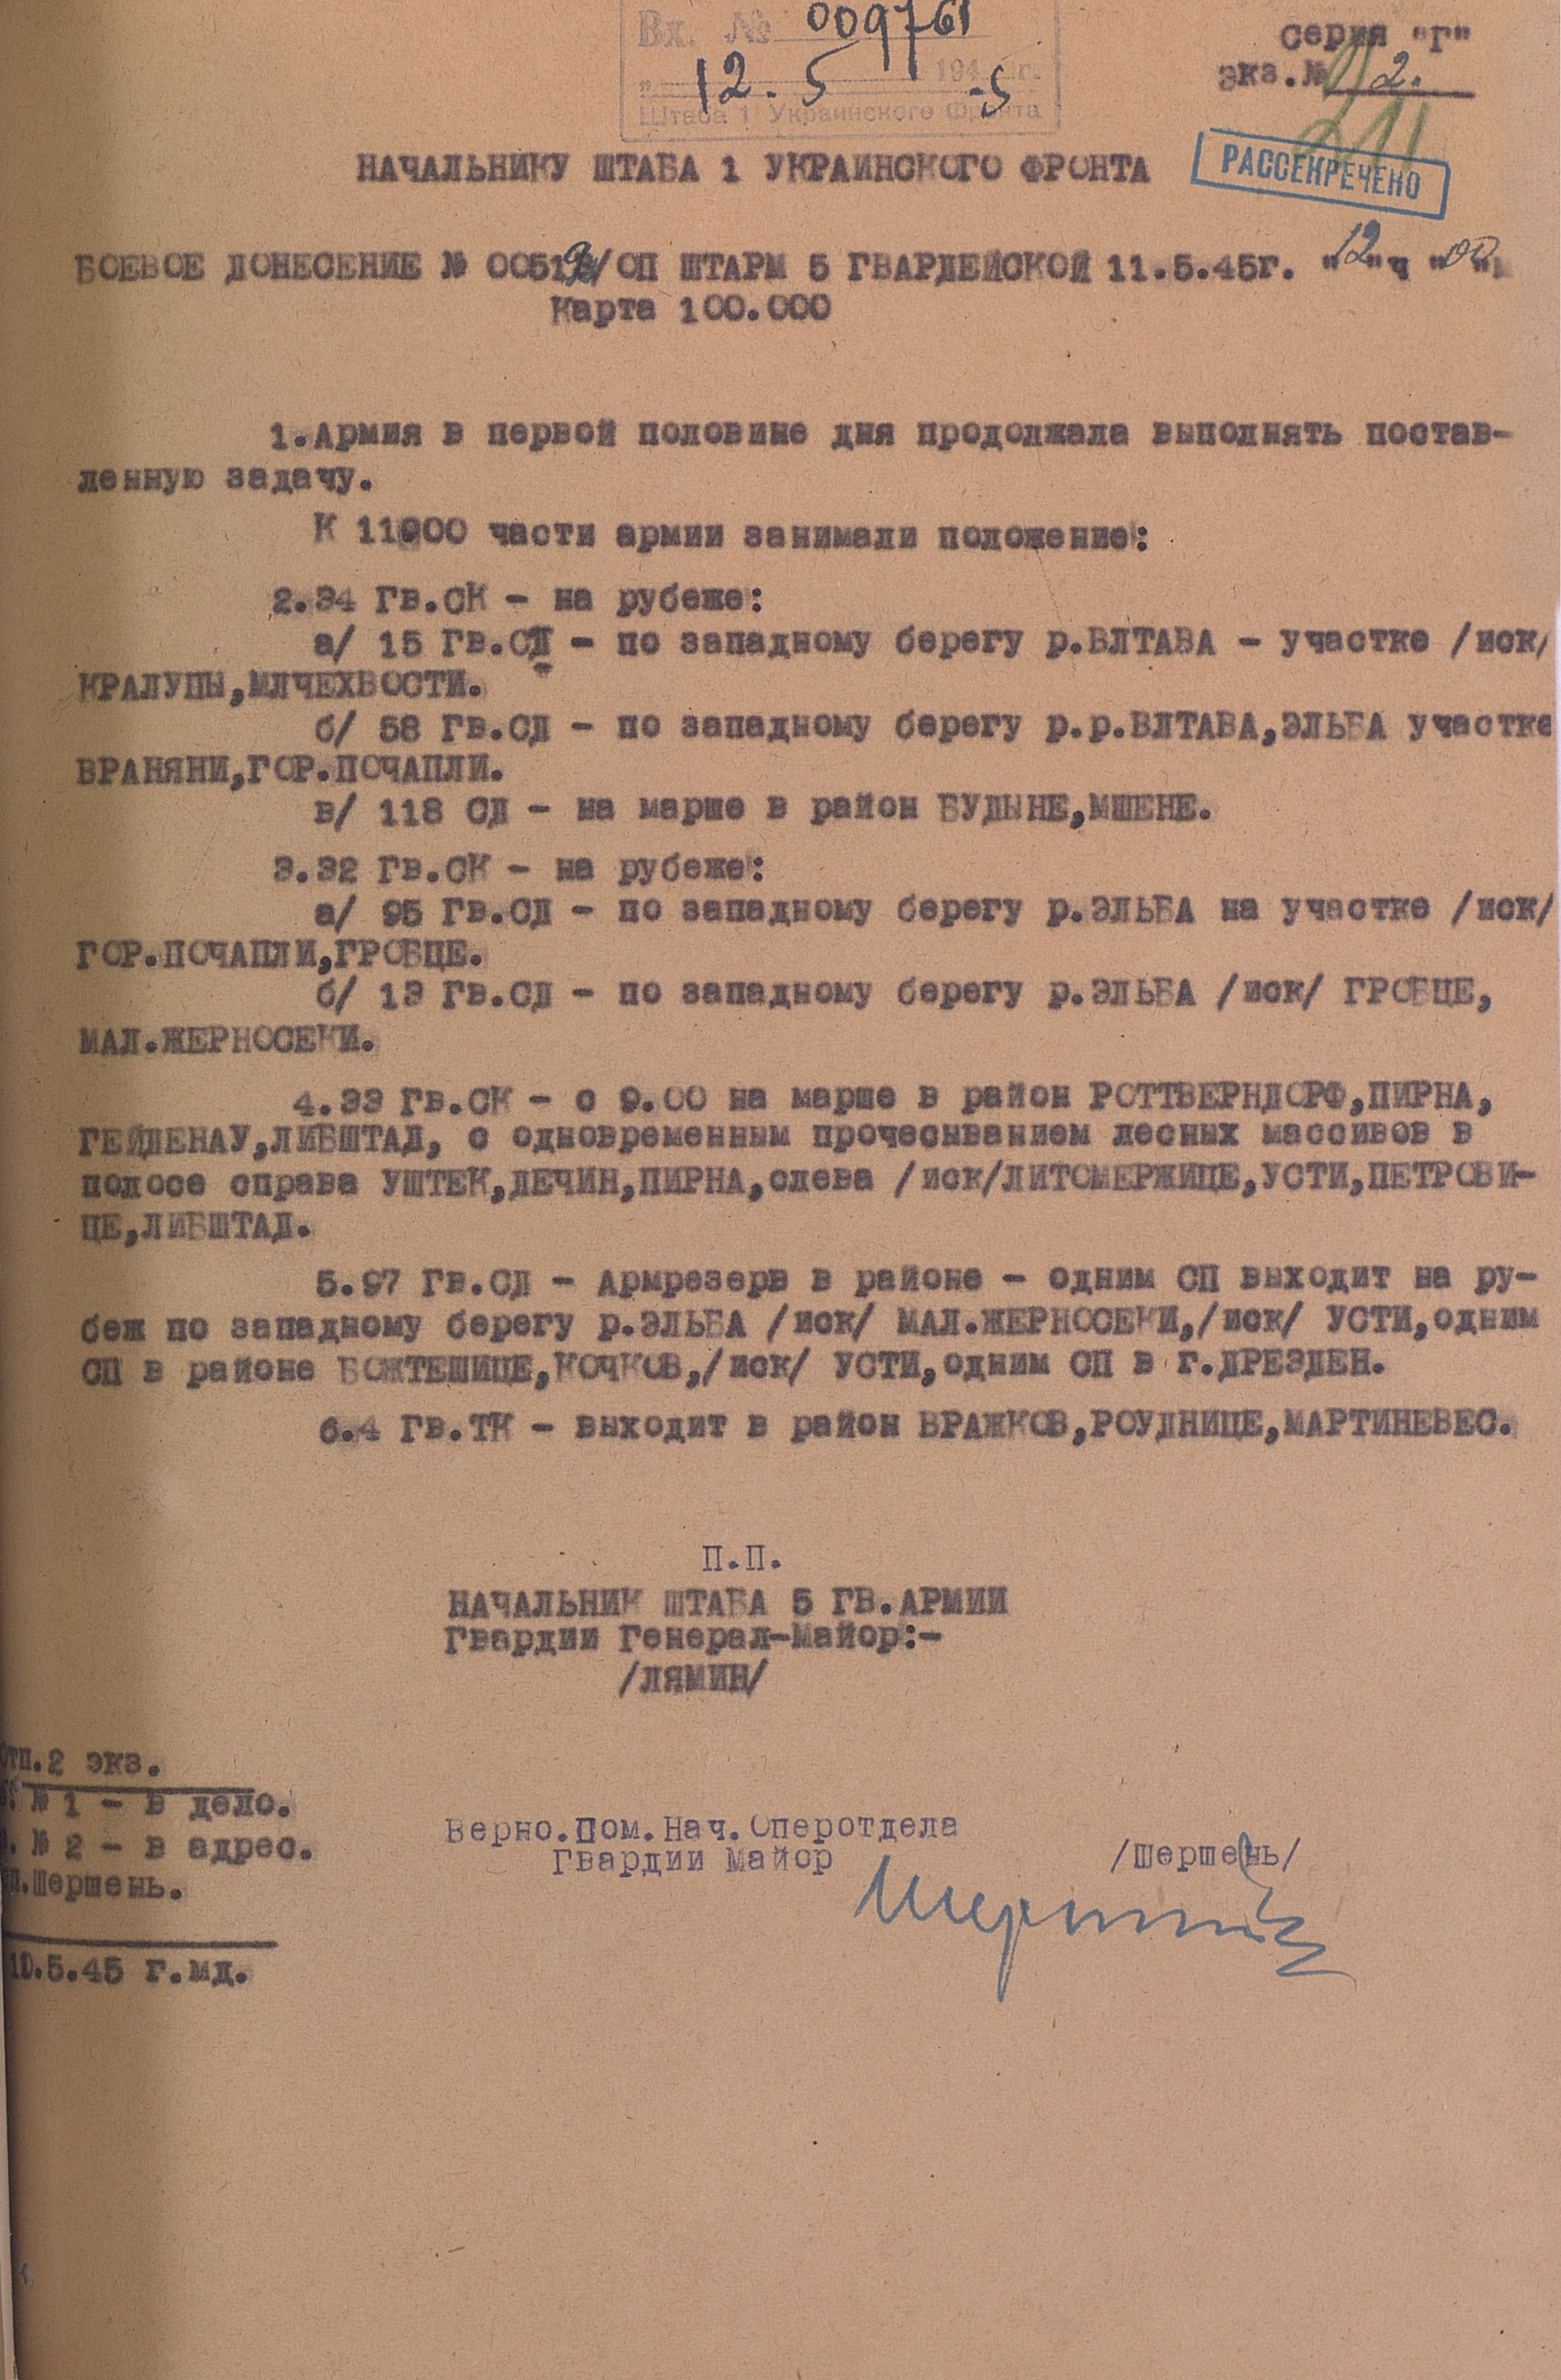 Вх. № 009761
"12. 5 1945г.
Штаба 1 Украинского Фронта
Серия "Г"
экз.№ 2.
211
НАЧАЛЬНИКУ ШТАБА 1 УКРАИНСКОГО ФРОНТА
РАССЕКРЕЧЕНО
БОЕВОЕ ДОНЕСЕНИЕ № 0051 /ОП ШТАРМ 5 ГВАРДЕЙСКОЙ 11.5.45г. "12"ч "00"м
Карта 100.000
1.Армия в первой половине дня продолжала выполнять постав-
ленную задачу.
К 11.00 части армии занимали положение:
2.34 Гв.СК - на рубеже:
а/ 15 Гв.СД - по западному берегу р.ВЛТАВА - участке /иск/
КРАЛУПЫ,МЛЧЕХВОСТИ.
б/ 58 Гв.СД - по западному берегу р.р.ВЛТАВА,ЭЛЬБА участке
ВРАНЯНИ,ГОР.ПОЧАПЛИ.
в/ 118 СД - на марше в район БУДЫНЕ,МШЕНЕ.
3.32 Гв.СК - на рубеже:
а/ 95 Гв.СД - по западному берегу р.ЭЛЬБА на участке /иск/
ГОР.ПОЧАПЛИ,ГРОБЦЕ.
б/ 13 Гв.СД - по западному берегу р.ЭЛЬБА /иск/ ГРОБЦЕ,
МАЛ.ЖЕРНОСЕКИ.
4.33 Гв.СК - с 9.00 на марше в район РОТТВЕРНДОРФ,ПИРНА,
ГЕЙДЕНАУ,ЛИБШТАД, с одновременным прочесыванием лесных массивов в
полосе справа УШТЕК,ДЕЧИН,ПИРНА,слева /иск/ЛИТОМЕРЖИЦЕ,УСТИ,ПЕТРОВИ-
ЦЕ,ЛИБШТАД.
5.97 Гв.СД - Армрезерв в районе - одним СП выходит на ру-
беж по западному берегу р.ЭЛЬБА /иск/ МАЛ.ЖЕРНОСЕКИ,/иск/ УСТИ,одним
СП в районе БОЖТЕШИЦЕ,КОЧКОВ,/иск/ УСТИ,одним СП в г.ДРЕЗДЕН.
6.4 Гв.ТК - выходит в район ВРАЖКОВ,РОУДНИЦЕ,МАРТИНЕВЕС.
П.П.
НАЧАЛЬНИК ШТАБА 5 ГВ.АРМИИ
Гвардии Генерал-Майор:-
/ЛЯМИН/
Отп.2 экз.
№ 1 - в дело.
№ 2 - в адрес.
Шершень.
Верно.Пом.Нач.Оперотдела
Гвардии Майор /Шершень/
11.5.45 г.мд.